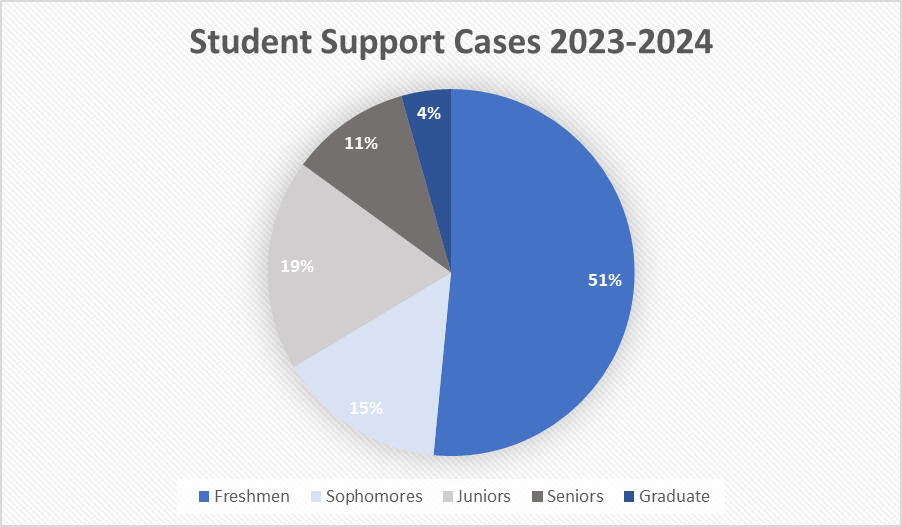 Student Support Cases 2023-2024
4%
11%
19%
51%
15%
Freshmen Sophomores Juniors Seniors Graduate